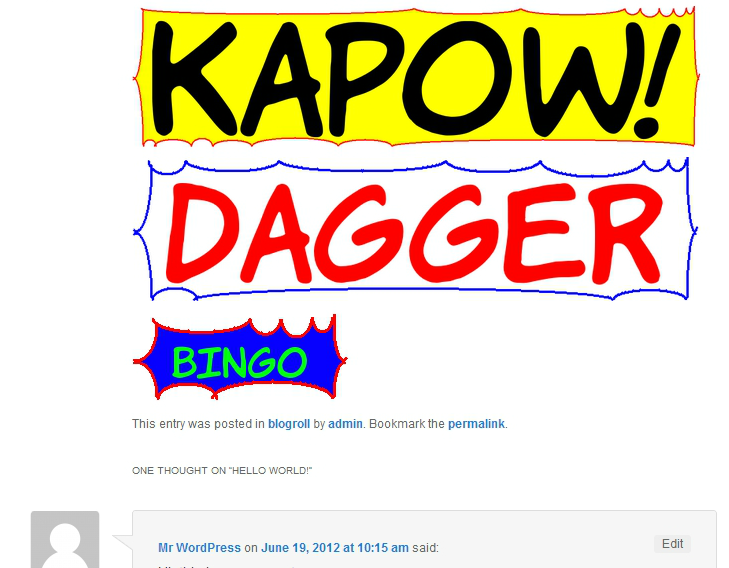 KAPOW!
DAGGER
BINGO
This entry was posted in blogroll by admin. Bookmark the permalink.
ONE THOUGHT ON "HELLO WORLD!"
Mr WordPress on June 19, 2012 at 10:15 am said:
Edit